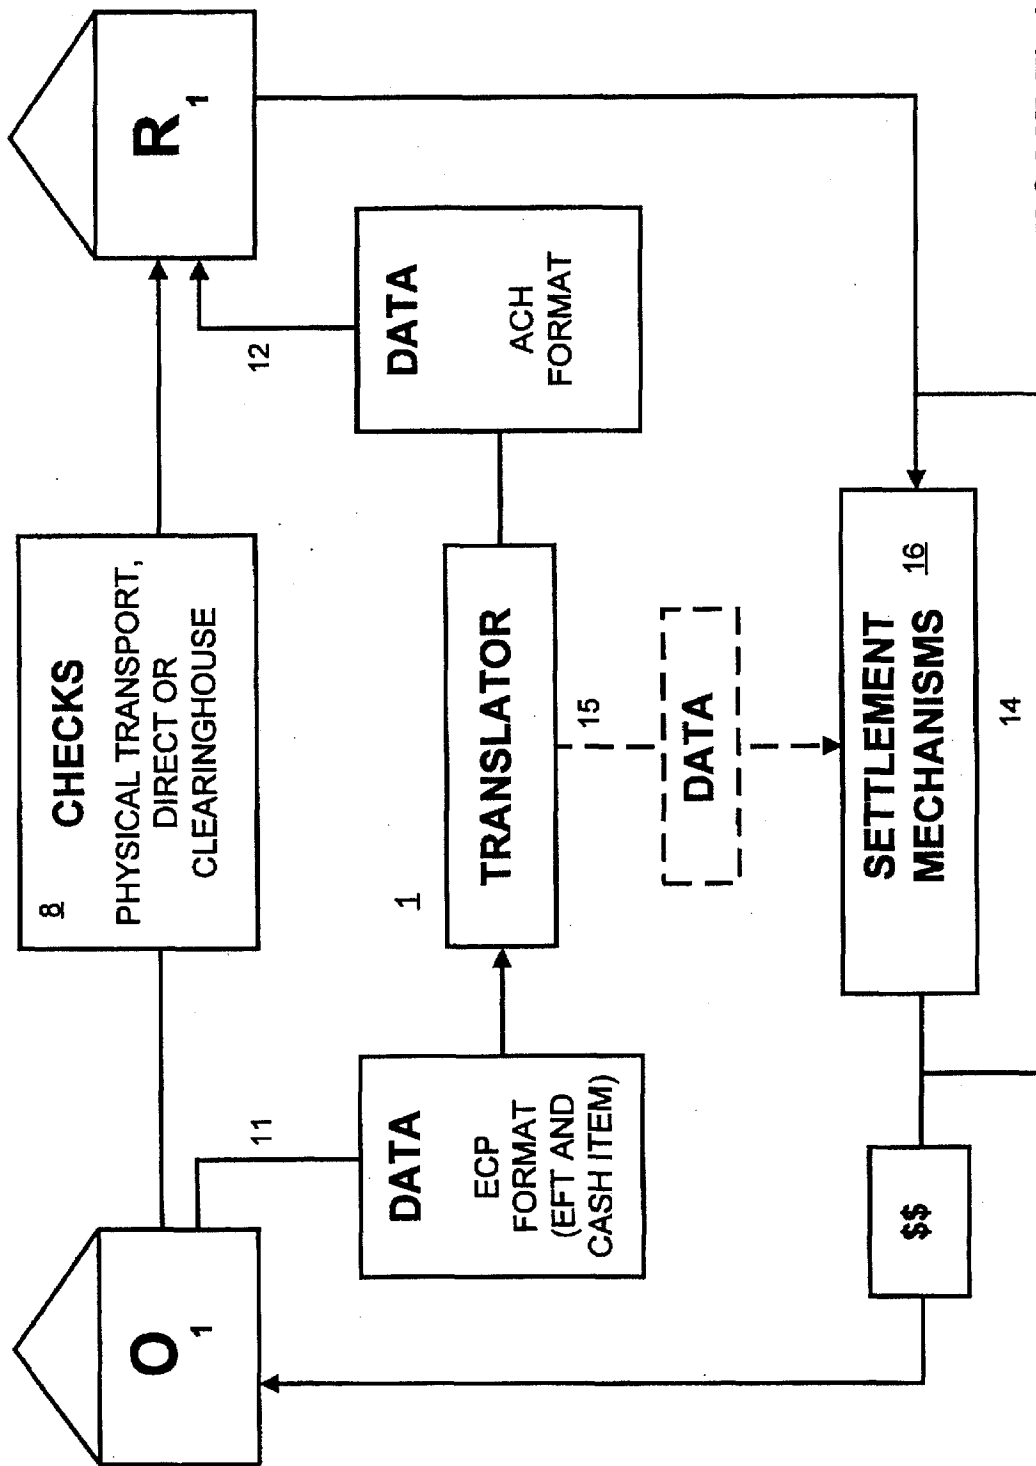 O 1
R 1
8
CHECKS
PHYSICAL TRANSPORT,
DIRECT OR
CLEARINGHOUSE
11
12
DATA
ECP
FORMAT
(EFT AND
CASH ITEM)
1
TRANSLATOR
DATA
ACH
FORMAT
15
DATA
$$
SETTLEMENT
MECHANISMS
16
14